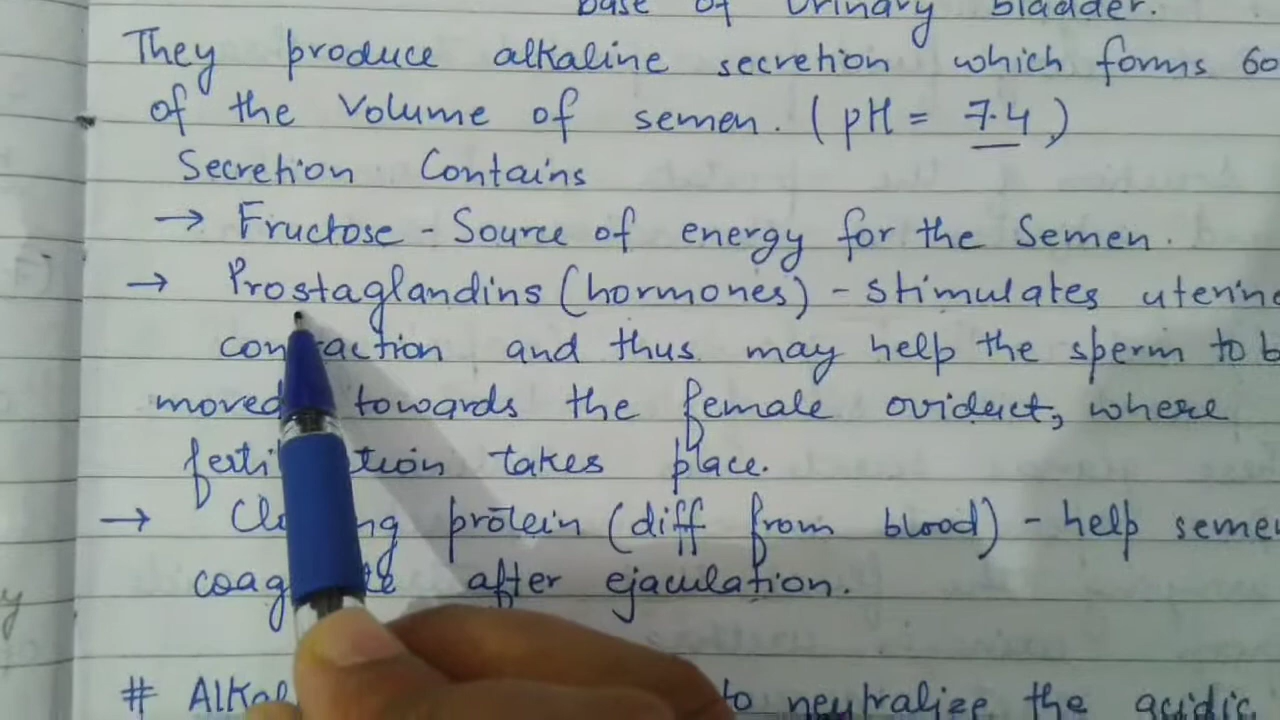 base of urinary bladder.
They produce alkaline secretion which forms 60
of the volume of semen. (pH = 7.4)
Secretion Contains
→ Fructose - Source of energy for the Semen.
→ Prostaglandins (hormones) - stimulates uterine
contraction and thus may help the sperm to b
moved towards the female oviduct, where
takes place.
→ protein (diff from blood) - help semen
after ejaculation.
# to neutralize the acidic